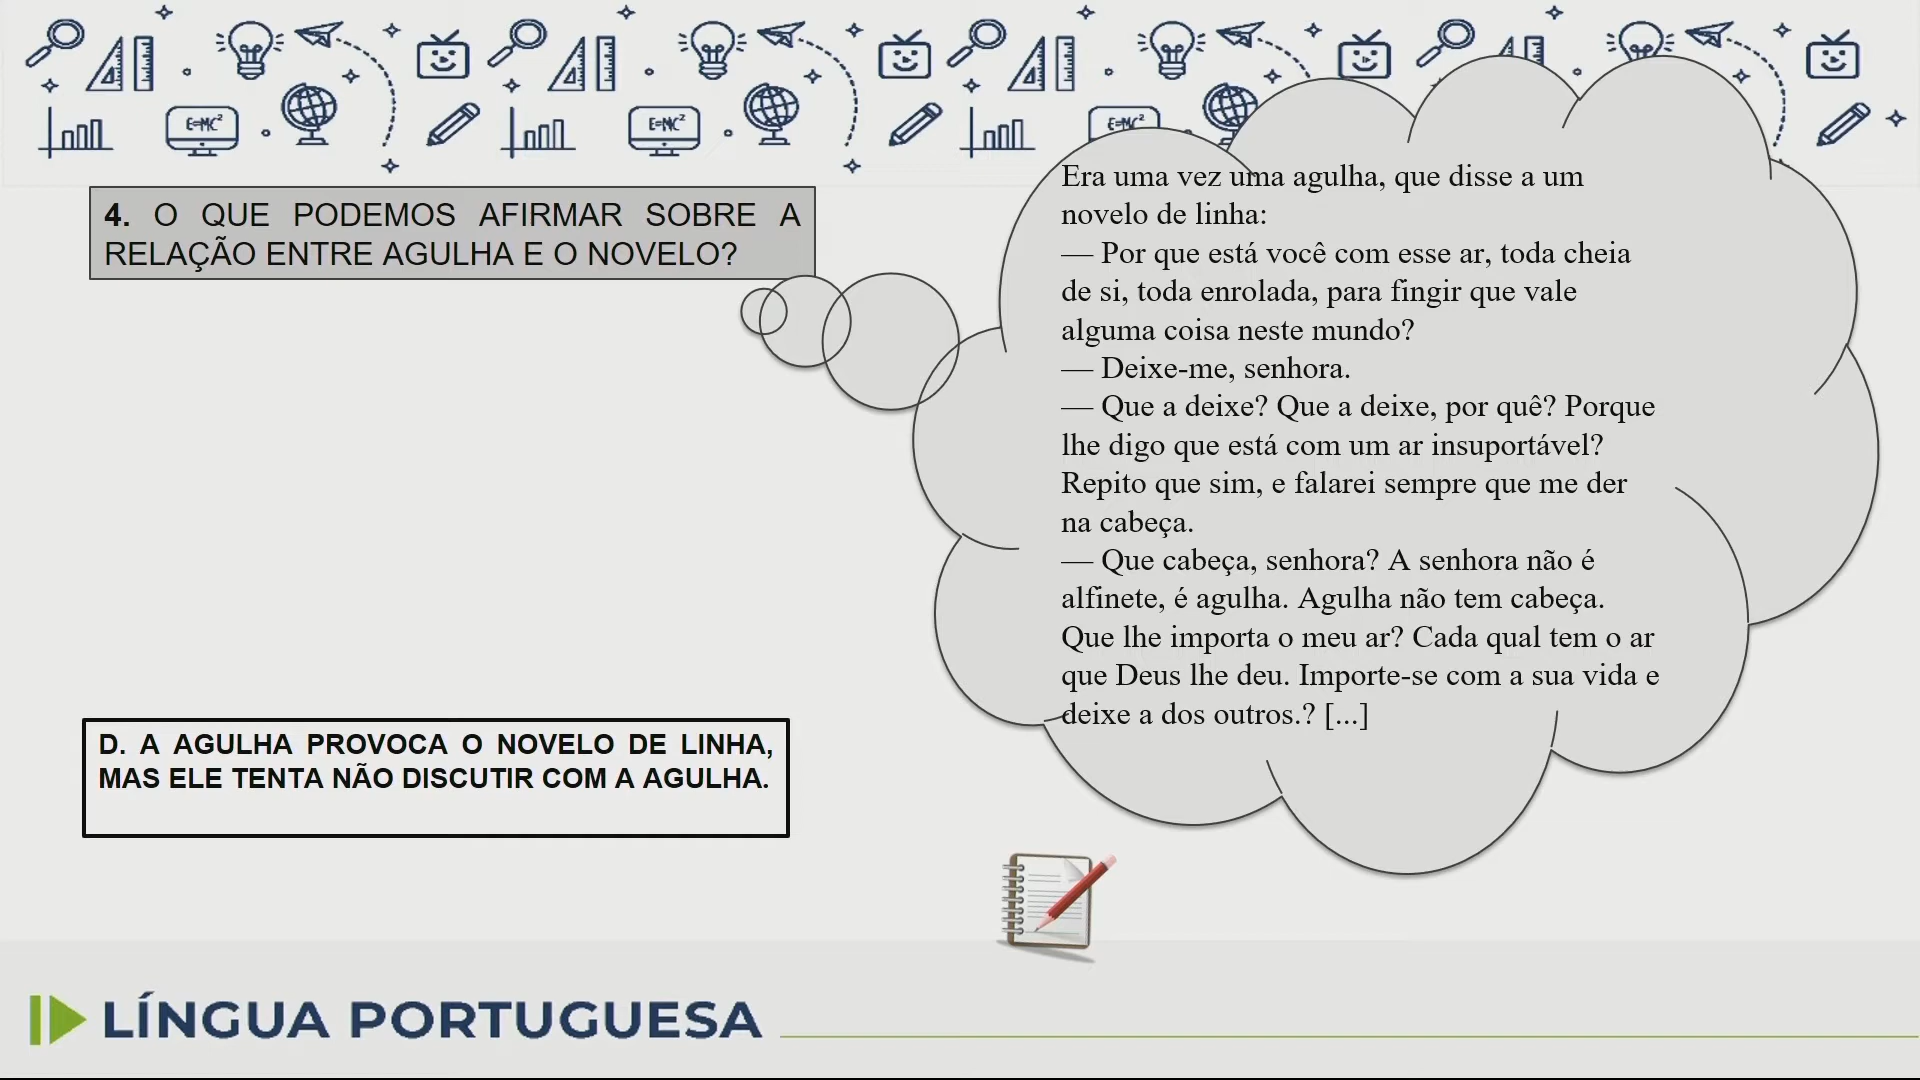 4. O QUE PODEMOS AFIRMAR SOBRE A
RELAÇÃO ENTRE AGULHA E O NOVELO?
Era uma vez uma agulha, que disse a um
novelo de linha:
— Por que está você com esse ar, toda cheia
de si, toda enrolada, para fingir que vale
alguma coisa neste mundo?
— Deixe-me, senhora.
— Que a deixe? Que a deixe, por quê? Porque
lhe digo que está com um ar insuportável?
Repito que sim, e falarei sempre que me der
na cabeça.
— Que cabeça, senhora? A senhora não é
alfinete, é agulha. Agulha não tem cabeça.
Que lhe importa o meu ar? Cada qual tem o ar
que Deus lhe deu. Importe-se com a sua vida e
deixe a dos outros.? [...]
D. A AGULHA PROVOCA O NOVELO DE LINHA,
MAS ELE TENTA NÃO DISCUTIR COM A AGULHA.
E=MC²
E=MC²
E=MC²
LÍNGUA PORTUGUESA